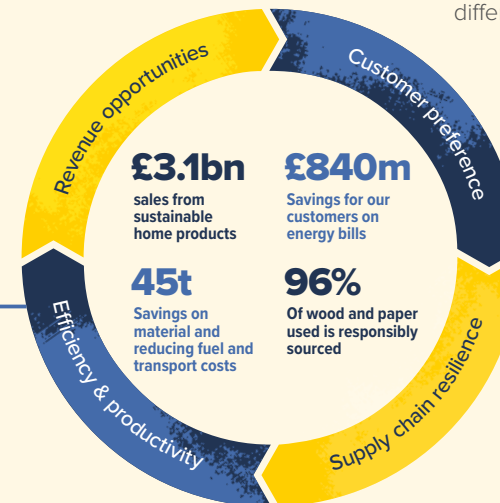 diffe
Revenue opportunities
Customer preference
£3.1bn
sales from
sustainable
home products
£840m
Savings for our
customers on
energy bills
45t
Savings on
material and
reducing fuel and
transport costs
96%
Of wood and paper
used is responsibly
sourced
Efficiency & productivity
Supply chain resilience